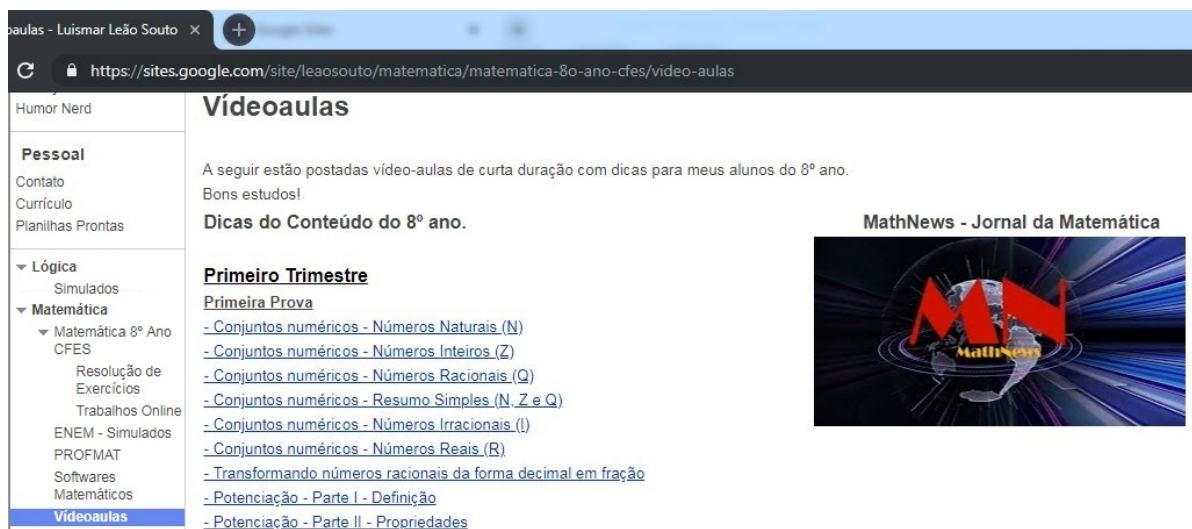 oaulas - Luismar Leão Souto
https://sites.google.com/site/leaosouto/matematica/matematica-8o-ano-cfes/video-aulas
Humor Nerd
Pessoal
Contato
Currículo
Planilhas Prontas
Lógica
Simulados
Matemática
Matemática 8º Ano
CFES
Resolução de
Exercícios
Trabalhos Online
ENEM - Simulados
PROFMAT
Softwares
Matemáticos
Vídeoaulas
Vídeoaulas
A seguir estão postadas vídeo-aulas de curta duração com dicas para meus alunos do 8º ano.
Bons estudos!
Dicas do Conteúdo do 8º ano.
Primeiro Trimestre
Primeira Prova
- Conjuntos numéricos - Números Naturais (N)
- Conjuntos numéricos - Números Inteiros (Z)
- Conjuntos numéricos - Números Racionais (Q)
- Conjuntos numéricos - Resumo Simples (N, Z e Q)
- Conjuntos numéricos - Números Irracionais (I)
- Conjuntos numéricos - Números Reais (R)
- Transformando números racionais da forma decimal em fração
- Potenciação - Parte I - Definição
- Potenciação - Parte II - Propriedades
MathNews - Jornal da Matemática
MN
MathNews